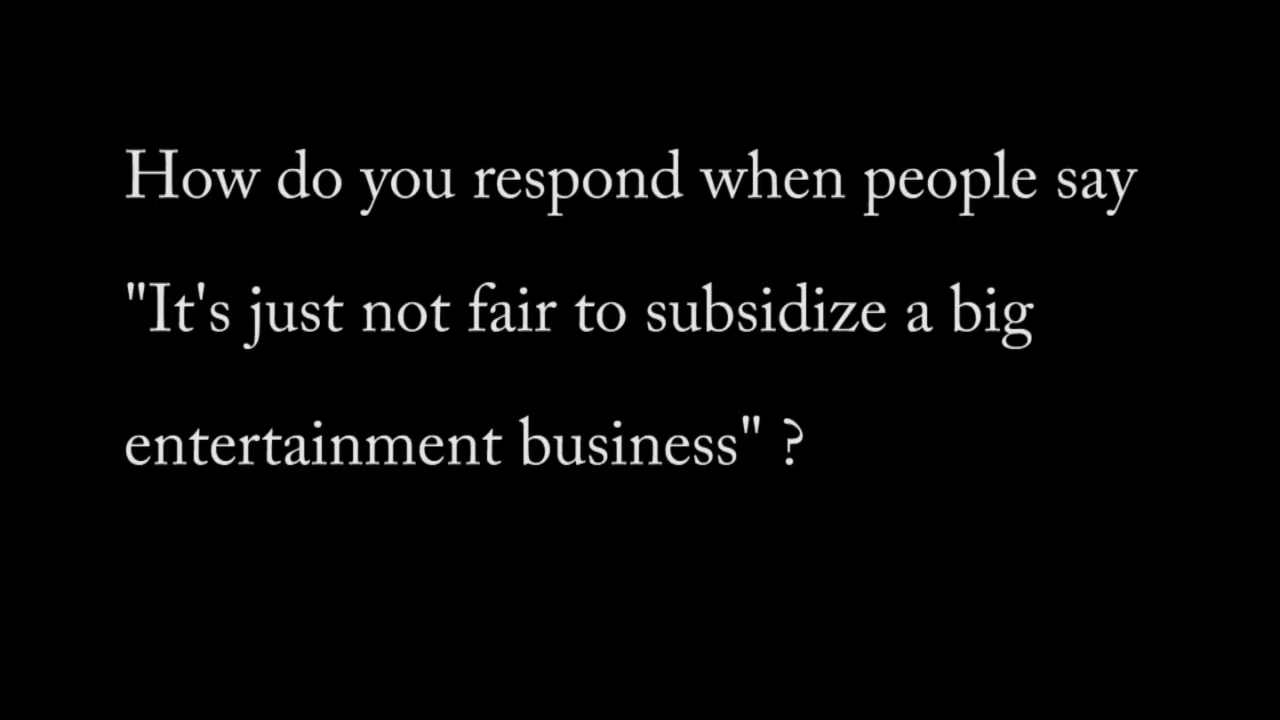 How do you respond when people say
"It's just not fair to subsidize a big
entertainment business" ?